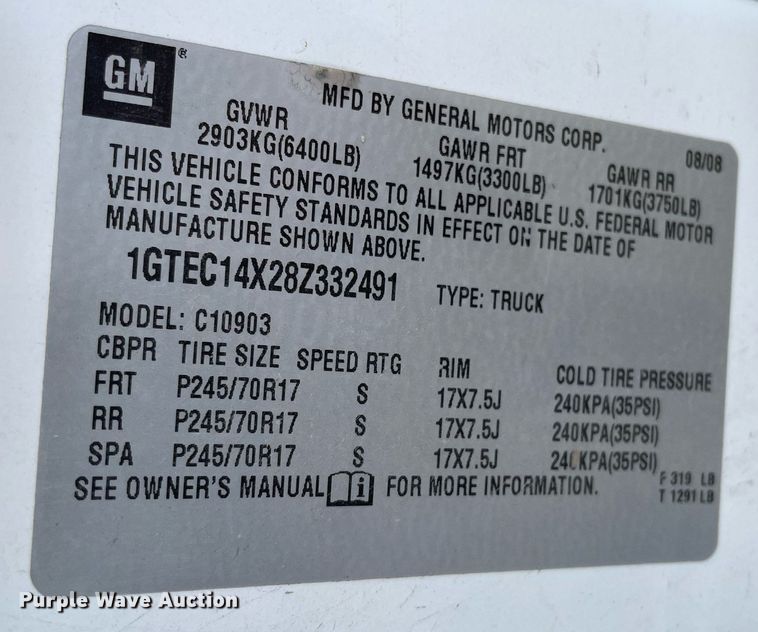 GM ®
MFD BY GENERAL MOTORS CORP. 08/08
GVWR GAWR FRT GAWR RR
2903KG(6400LB) 1497KG(3300LB) 1701KG(3750LB)
THIS VEHICLE CONFORMS TO ALL APPLICABLE U.S. FEDERAL MOTOR
VEHICLE SAFETY STANDARDS IN EFFECT ON THE DATE OF
MANUFACTURE SHOWN ABOVE.
1GTEC14X28Z332491 TYPE: TRUCK
MODEL: C10903
CBPR TIRE SIZE SPEED RTG RIM COLD TIRE PRESSURE
FRT P245/70R17 S 17X7.5J 240KPA(35PSI)
RR P245/70R17 S 17X7.5J 240KPA(35PSI)
SPA P245/70R17 S 17X7.5J 240KPA(35PSI)
SEE OWNER'S MANUAL i FOR MORE INFORMATION. F 319 LB
T 1291 LB
Purple Wave Auction